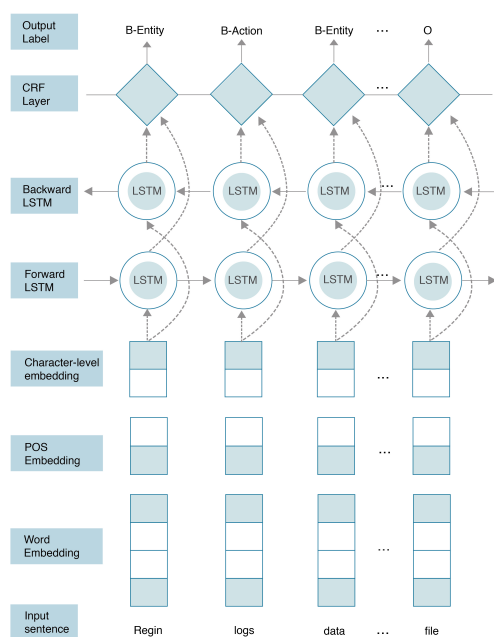 Output
Label
B-Entity
B-Action
B-Entity
...
O
CRF
Layer
...
Backward
LSTM
LSTM
LSTM
LSTM
...
LSTM
Forward
LSTM
LSTM
LSTM
LSTM
...
LSTM
Character-level
embedding
...
POS
Embedding
...
Word
Embedding
...
Input
sentence
Regin
logs
data
...
file